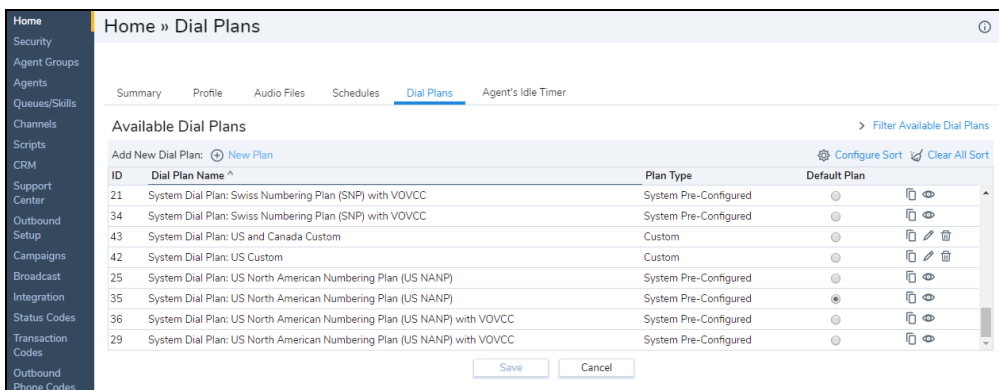 Home
Security
Agent Groups
Agents
Queues/Skills
Channels
Scripts
CRM
Support
Center
Outbound
Setup
Campaigns
Broadcast
Integration
Status Codes
Transaction
Codes
Outbound
Phone Codes
Home » Dial Plans
Summary Profile Audio Files Schedules Dial Plans Agent's Idle Timer
Available Dial Plans > Filter Available Dial Plans
Add New Dial Plan: New Plan Configure Sort Clear All Sort
ID Dial Plan Name ^ Plan Type Default Plan
21 System Dial Plan: Swiss Numbering Plan (SNP) with VOVCC System Pre-Configured
34 System Dial Plan: Swiss Numbering Plan (SNP) with VOVCC System Pre-Configured
43 System Dial Plan: US and Canada Custom Custom
42 System Dial Plan: US Custom Custom
25 System Dial Plan: US North American Numbering Plan (US NANP) System Pre-Configured
35 System Dial Plan: US North American Numbering Plan (US NANP) System Pre-Configured
36 System Dial Plan: US North American Numbering Plan (US NANP) with VOVCC System Pre-Configured
29 System Dial Plan: US North American Numbering Plan (US NANP) with VOVCC System Pre-Configured
Save Cancel